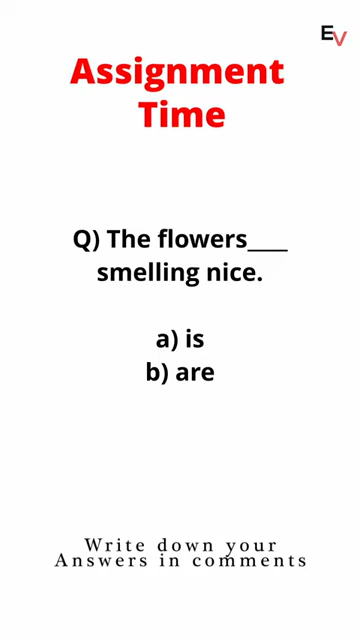 EV
Assignment
Time
Q) The flowers____
smelling nice.
a) is
b) are
Write down your
Answers in comments